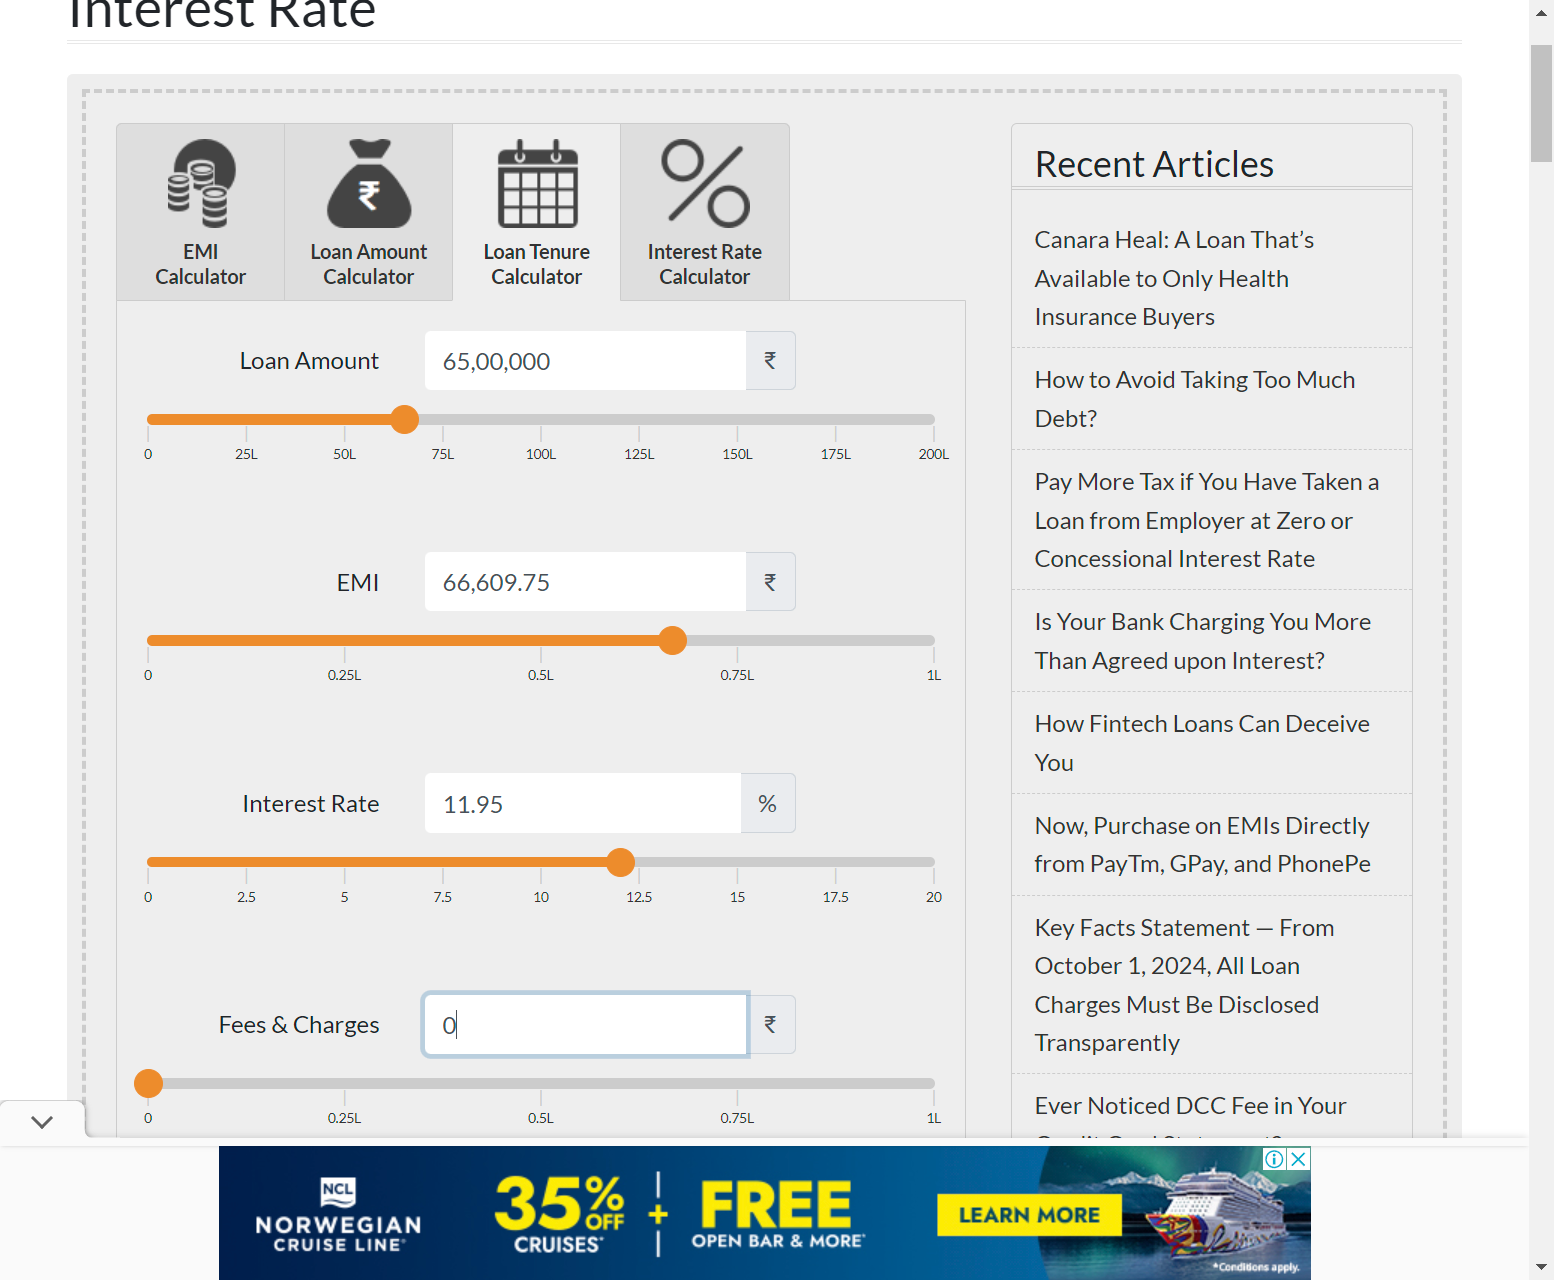 Interest Rate
EMI
Calculator
Loan Amount
Calculator
Loan Tenure
Calculator
Interest Rate
Calculator
Loan Amount
65,00,000
₹
0 25L 50L 75L 100L 125L 150L 175L 200L
EMI
66,609.75
₹
0 0.25L 0.5L 0.75L 1L
Interest Rate
11.95
%
0 2.5 5 7.5 10 12.5 15 17.5 20
Fees & Charges
0
₹
0 0.25L 0.5L 0.75L 1L
Recent Articles
Canara Heal: A Loan That’s
Available to Only Health
Insurance Buyers
How to Avoid Taking Too Much
Debt?
Pay More Tax if You Have Taken a
Loan from Employer at Zero or
Concessional Interest Rate
Is Your Bank Charging You More
Than Agreed upon Interest?
How Fintech Loans Can Deceive
You
Now, Purchase on EMIs Directly
from PayTm, GPay, and PhonePe
Key Facts Statement — From
October 1, 2024, All Loan
Charges Must Be Disclosed
Transparently
Ever Noticed DCC Fee in Your
NCL
NORWEGIAN
CRUISE LINE®
35% OFF
CRUISES*
+
FREE
OPEN BAR & MORE*
LEARN MORE
*Conditions apply.